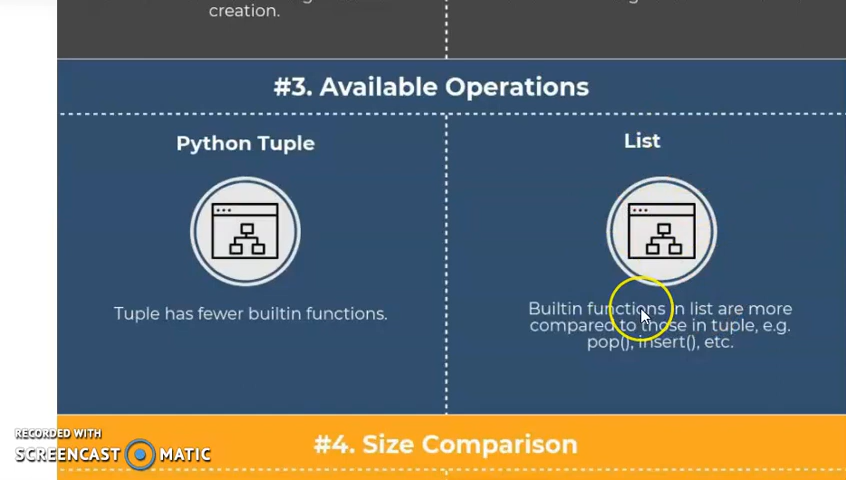 creation.
#3. Available Operations
Python Tuple
List
Tuple has fewer builtin functions.
Builtin functions in list are more
compared to those in tuple, e.g.
pop(), insert(), etc.
#4. Size Comparison
RECORDED WITH
SCREENCAST MATIC